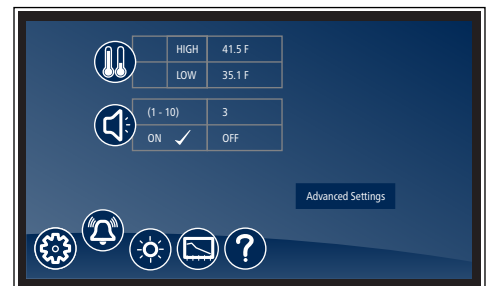 HIGH 41.5 F
LOW 35.1 F
(1 - 10) 3
ON ✓ OFF
Advanced Settings
?